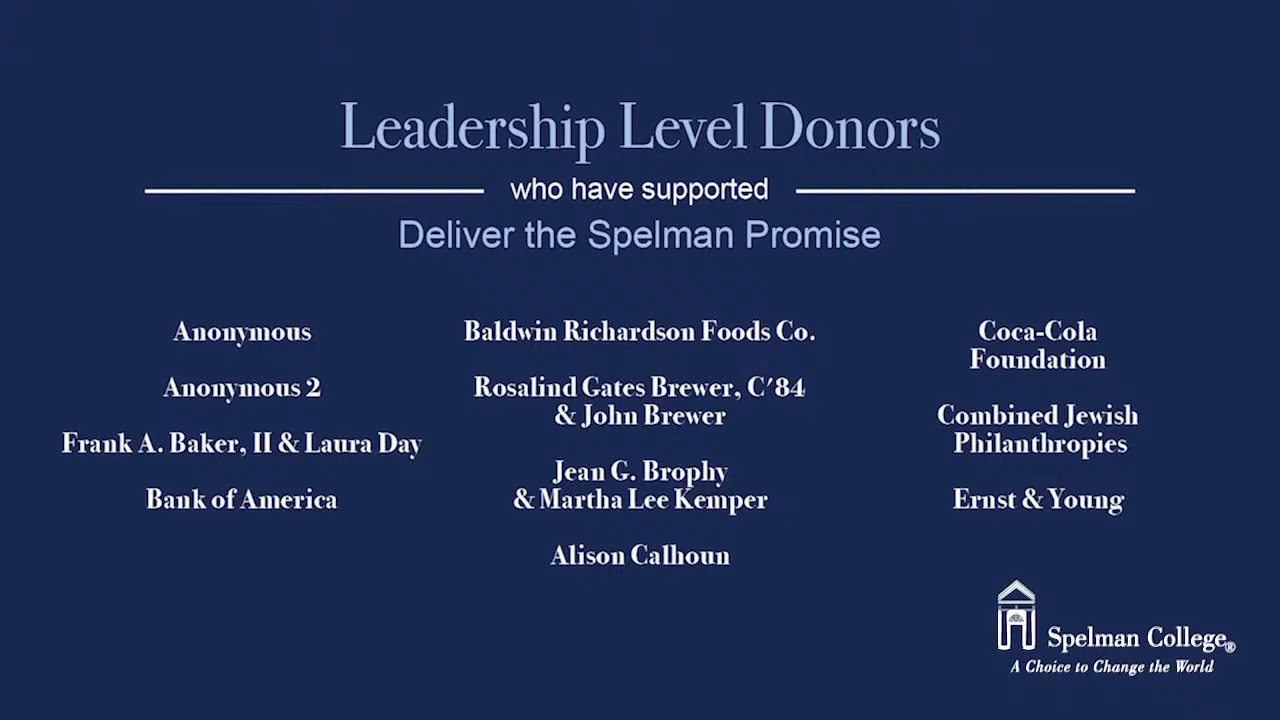 Leadership Level Donors
who have supported
Deliver the Spelman Promise
Anonymous
Anonymous 2
Frank A. Baker, II & Laura Day
Bank of America
Baldwin Richardson Foods Co.
Rosalind Gates Brewer, C'84
& John Brewer
Jean G. Brophy
& Martha Lee Kemper
Alison Calhoun
Coca-Cola
Foundation
Combined Jewish
Philanthropies
Ernst & Young
Spelman College®
A Choice to Change the World